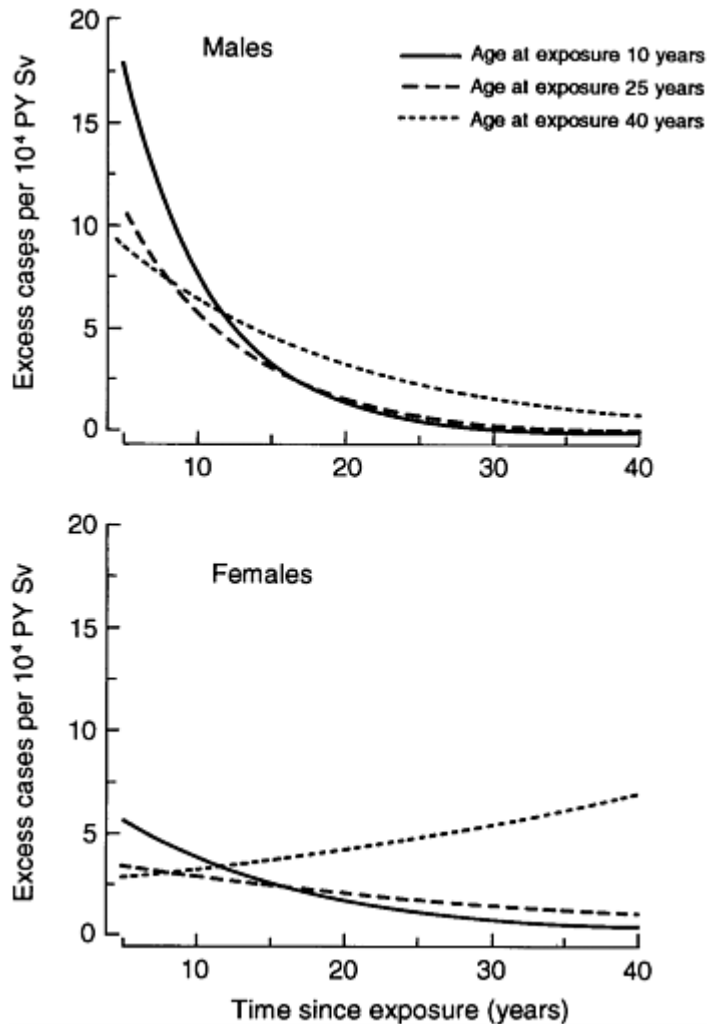 Males
Age at exposure 10 years
Age at exposure 25 years
Age at exposure 40 years
Excess cases per 10⁴ PY Sv
20
15
10
5
0
10 20 30 40
Females
Excess cases per 10⁴ PY Sv
20
15
10
5
0
10 20 30 40
Time since exposure (years)